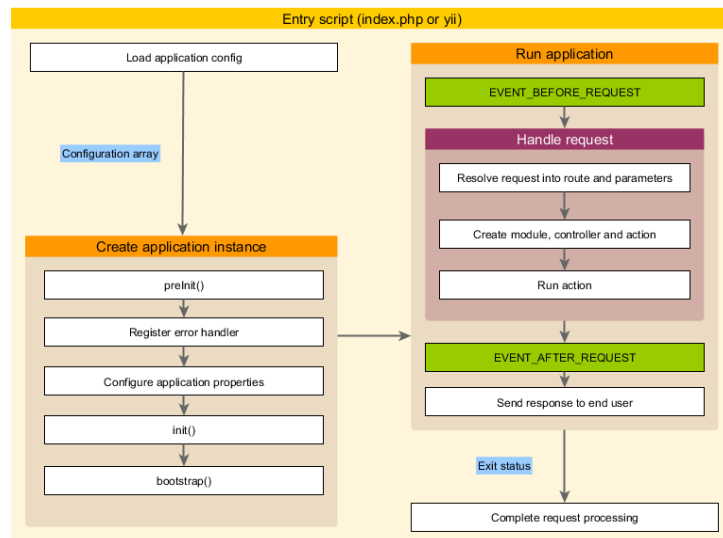 Entry script (index.php or yii)
Load application config
Configuration array
Create application instance
preInit()
Register error handler
Configure application properties
init()
bootstrap()
Run application
EVENT_BEFORE_REQUEST
Handle request
Resolve request into route and parameters
Create module, controller and action
Run action
EVENT_AFTER_REQUEST
Send response to end user
Exit status
Complete request processing